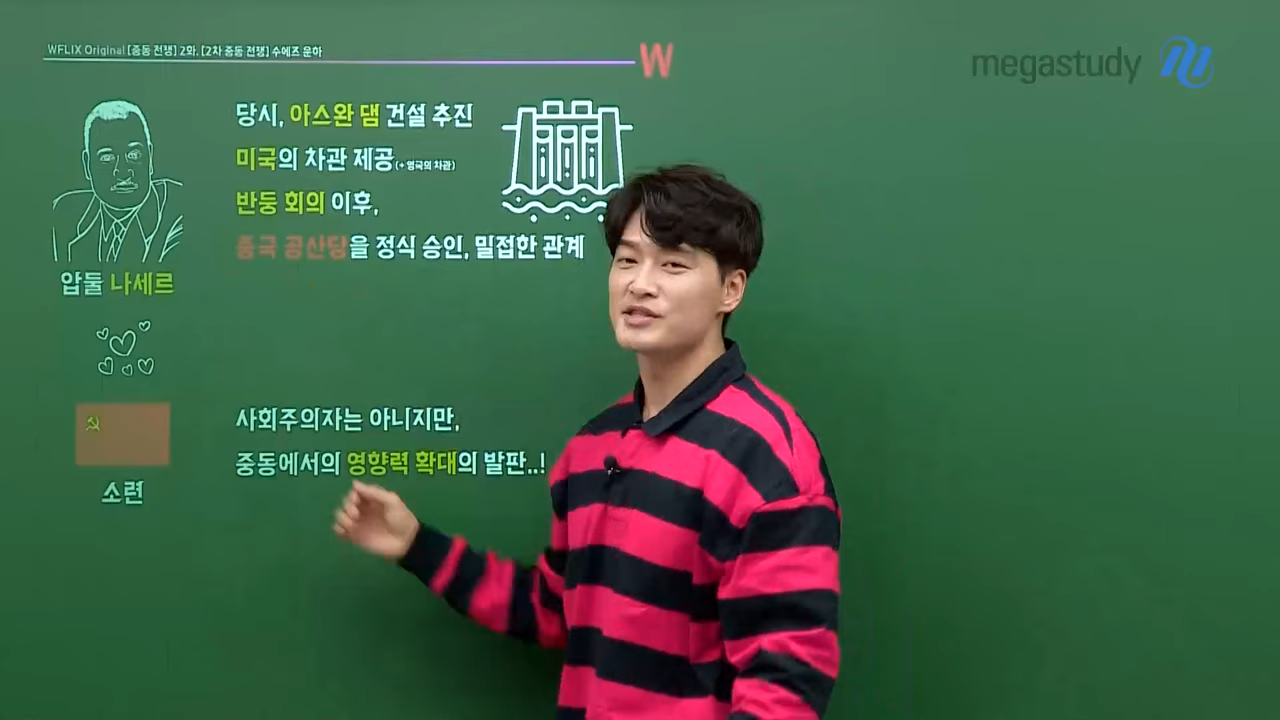 WFLIX Original [중동 전쟁] 2화. [2차 중동 전쟁] 수에즈 운하
W
megastudy
당시, 아스완 댐 건설 추진
미국의 차관 제공(+ 영국의 차관)
반둥 회의 이후,
중국 공산당을 정식 승인, 밀접한 관계
압둘 나세르
사회주의자는 아니지만,
중동에서의 영향력 확대의 발판..!
소련